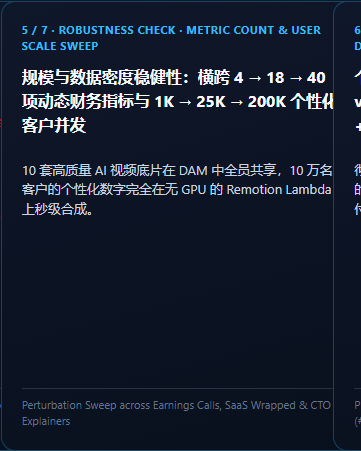 5 / 7 · ROBUSTNESS CHECK · METRIC COUNT & USER
SCALE SWEEP
规模与数据密度稳健性：横跨 4 → 18 → 40
项动态财务指标与 1K → 25K → 200K 个性化
客户并发
10 套高质量 AI 视频底片在 DAM 中全员共享，10 万名
客户的个性化数字完全在无 GPU 的 Remotion Lambda
上秒级合成。
Perturbation Sweep across Earnings Calls, SaaS Wrapped & CTO
Explainers